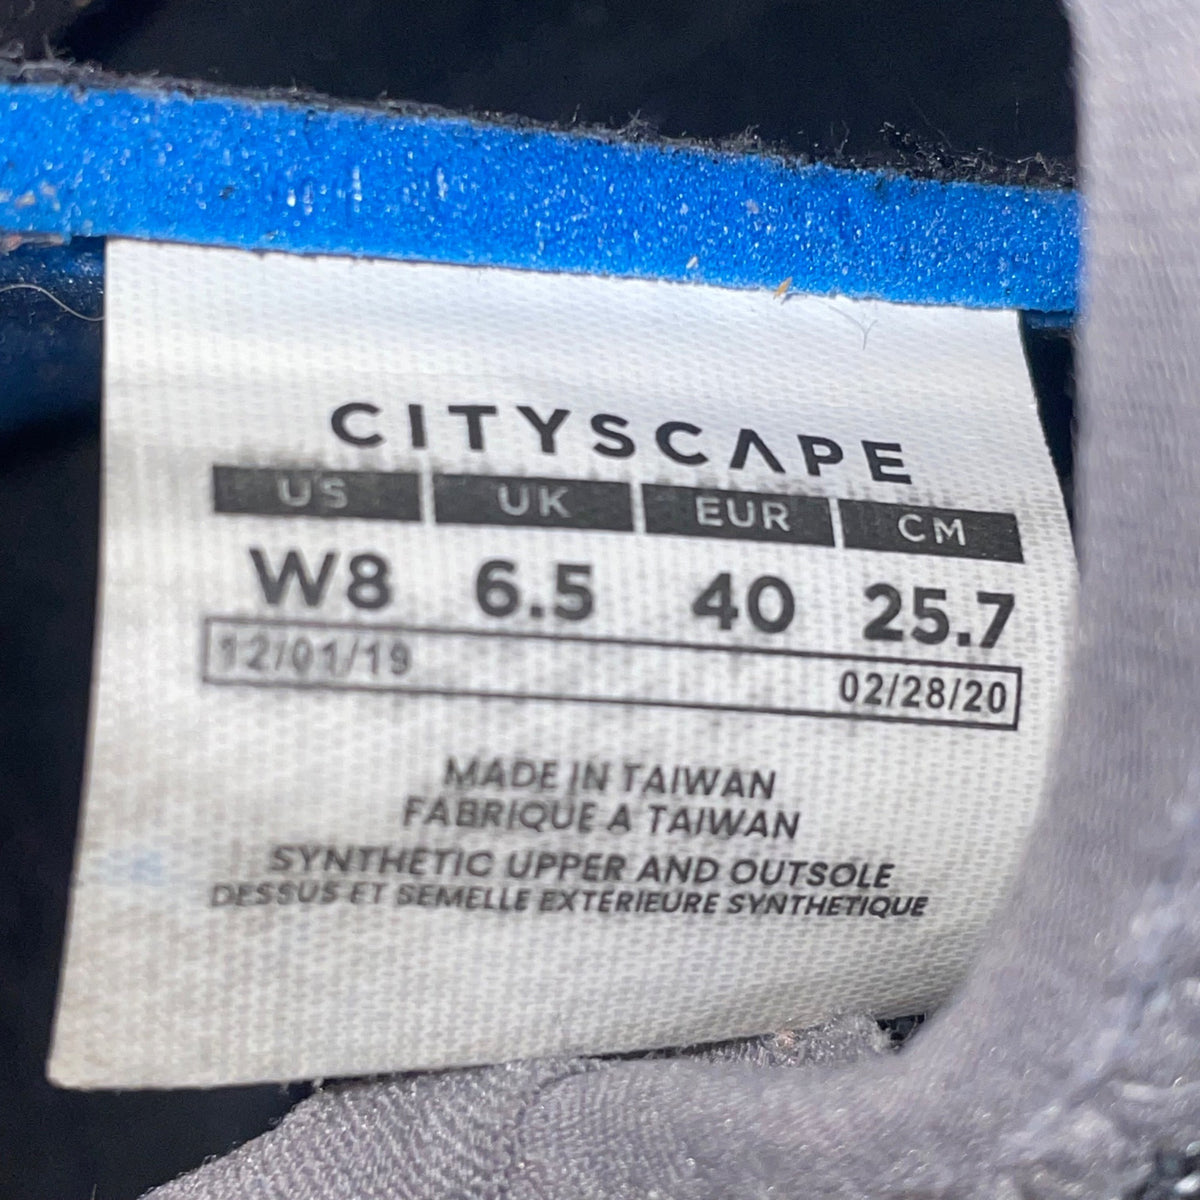 CITYSCAPE
US UK EUR CM
W8 6.5 40 25.7
12/01/19 02/28/20
MADE IN TAIWAN
FABRIQUE A TAIWAN
SYNTHETIC UPPER AND OUTSOLE
DESSUS ET SEMELLE EXTERIEURE SYNTHETIQUE